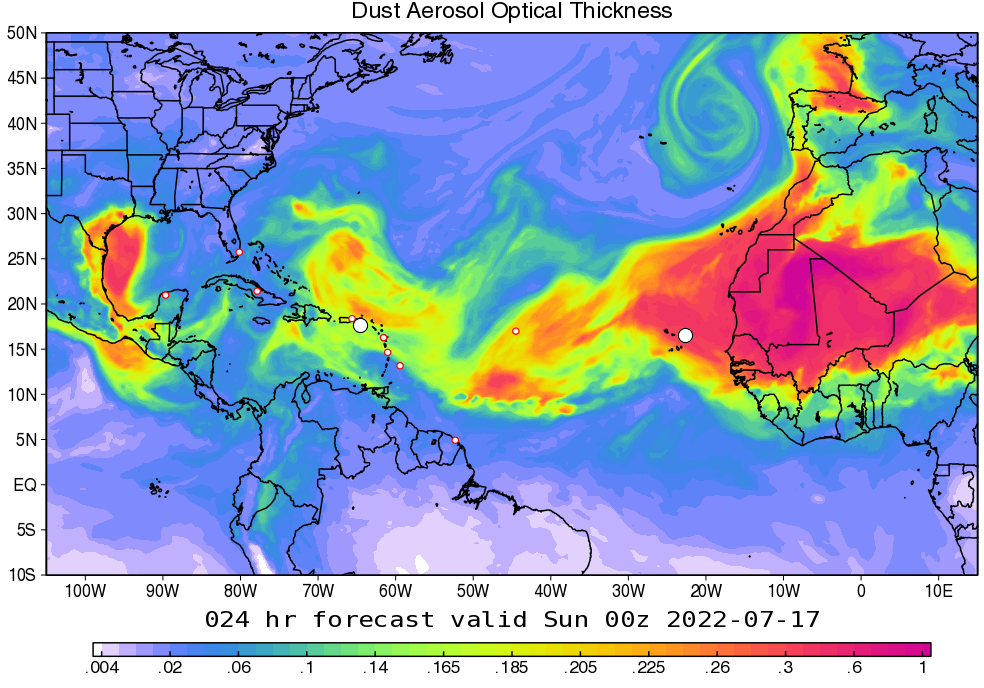 Dust Aerosol Optical Thickness
50N
45N
40N
35N
30N
25N
20N
15N
10N
5N
EQ
5S
10S
100W 90W 80W 70W 60W 50W 40W 30W 20W 10W 0 10E
024 hr forecast valid Sun 00z 2022-07-17
.004 .02 .06 .1 .14 .165 .185 .205 .225 .26 .3 .6 1